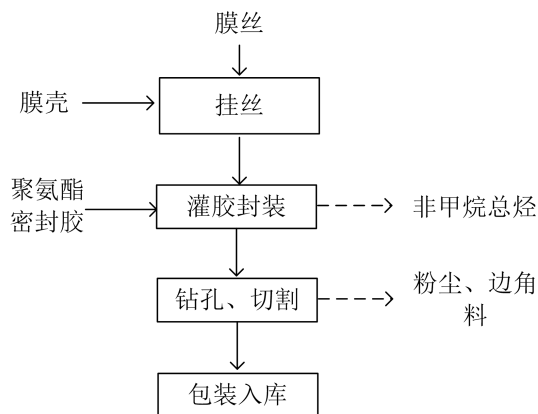 膜丝
膜壳
挂丝
聚氨酯
密封胶
灌胶封装
非甲烷总烃
钻孔、切割
粉尘、边角
料
包装入库